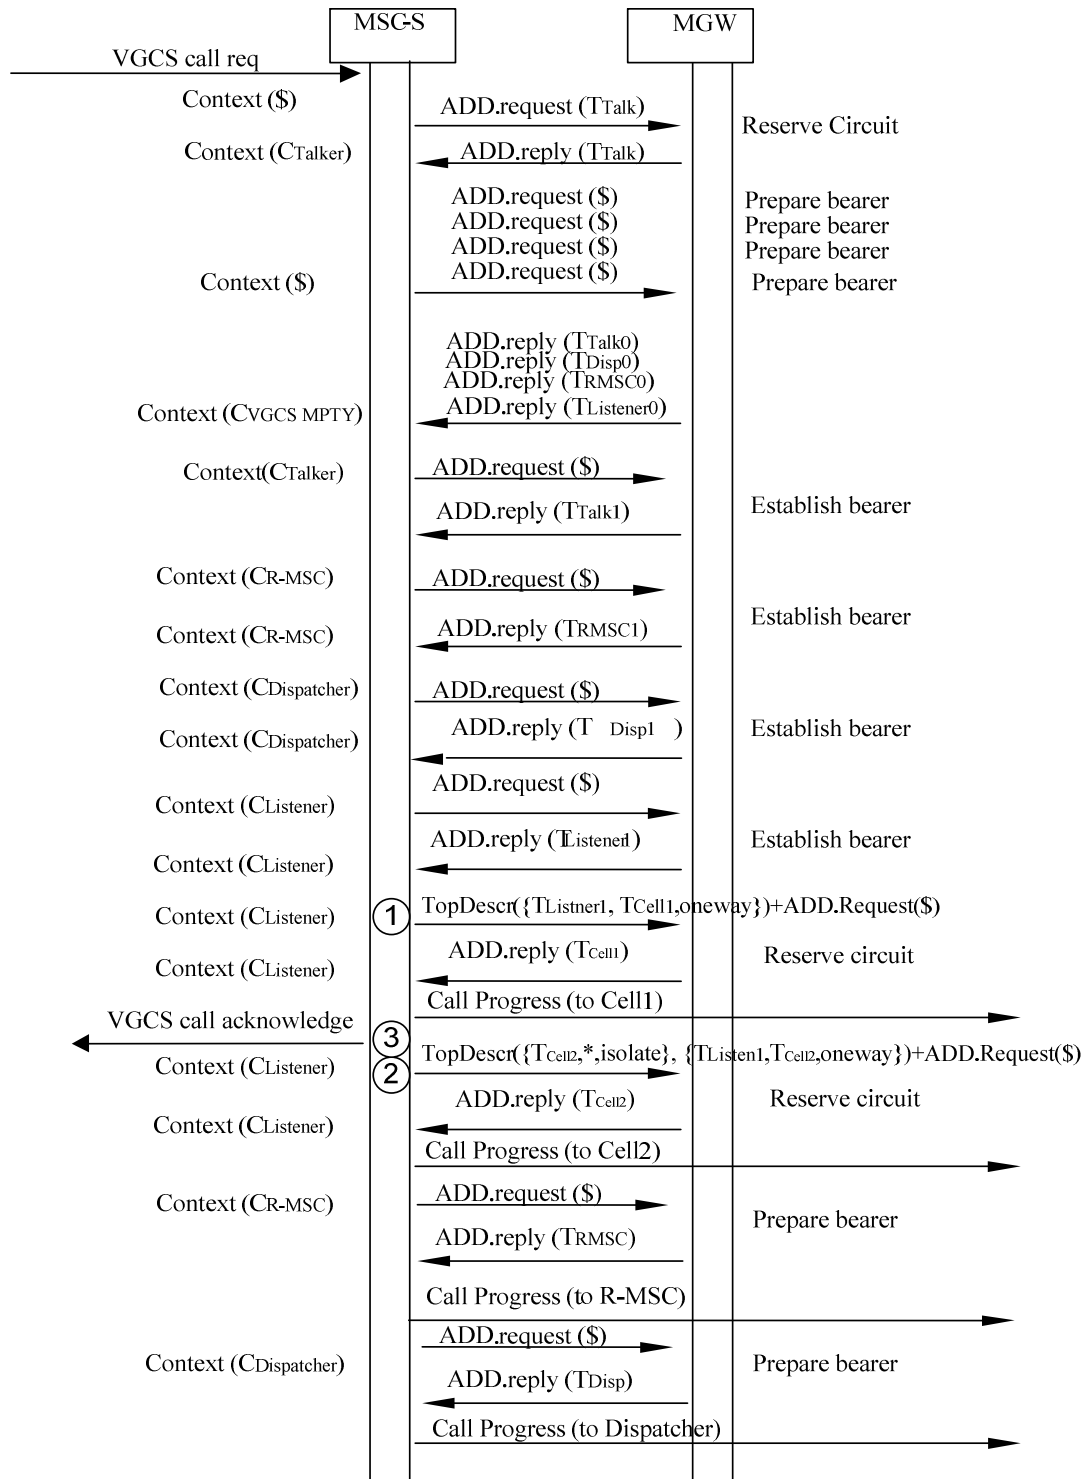 MSC-S MGW
VGCS call req
Context ($)
ADD.request (TTalk)
Reserve Circuit
Context (CTalker)
ADD.reply (TTalk)
ADD.request ($)
Prepare bearer
ADD.request ($)
Prepare bearer
ADD.request ($)
Prepare bearer
ADD.request ($)
Context ($)
Prepare bearer
ADD.reply (TTalk0)
ADD.reply (TDisp0)
ADD.reply (TRMSC0)
ADD.reply (TListener0)
Context (CVGCS MPTY)
Context(CTalker)
ADD.request ($)
ADD.reply (TTalk1)
Establish bearer
Context (CR-MSC)
ADD.request ($)
Establish bearer
Context (CR-MSC)
ADD.reply (TRMSC1)
Context (CDispatcher)
ADD.request ($)
ADD.reply (T Disp1 )
Establish bearer
Context (CDispatcher)
ADD.request ($)
Context (CListener)
ADD.reply (TListener1)
Establish bearer
Context (CListener)
Context (CListener)
1
TopDescr({TListner1, TCell1,oneway})+ADD.Request($)
ADD.reply (TCell1)
Reserve circuit
Context (CListener)
Call Progress (to Cell1)
VGCS call acknowledge
3
TopDescr({TCell2,*,isolate}, {TListen1,TCell2,oneway})+ADD.Request($)
Context (CListener)
2
ADD.reply (TCell2)
Reserve circuit
Context (CListener)
Call Progress (to Cell2)
Context (CR-MSC)
ADD.request ($)
Prepare bearer
ADD.reply (TRMSC)
Call Progress (to R-MSC)
ADD.request ($)
Context (CDispatcher)
Prepare bearer
ADD.reply (TDisp)
Call Progress (to Dispatcher)